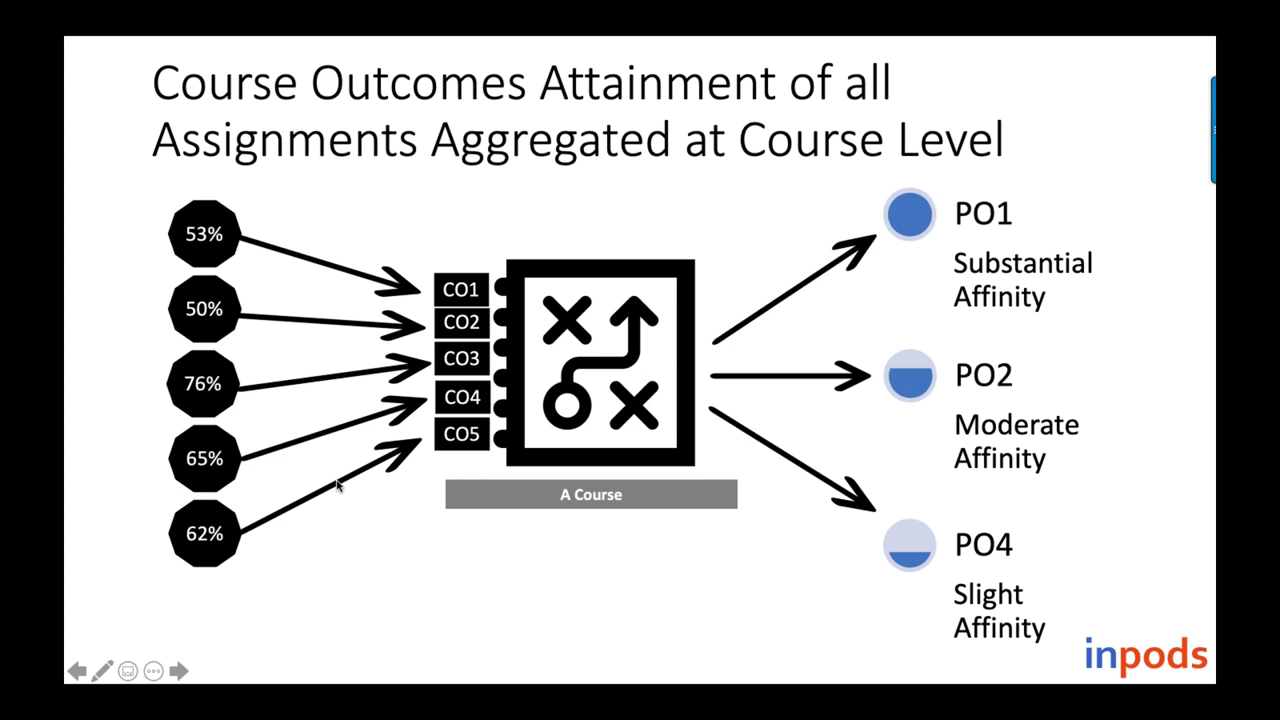 Course Outcomes Attainment of all
Assignments Aggregated at Course Level
53%
50%
76%
65%
62%
CO1
CO2
CO3
CO4
CO5
A Course
PO1
Substantial
Affinity
PO2
Moderate
Affinity
PO4
Slight
Affinity
inpods